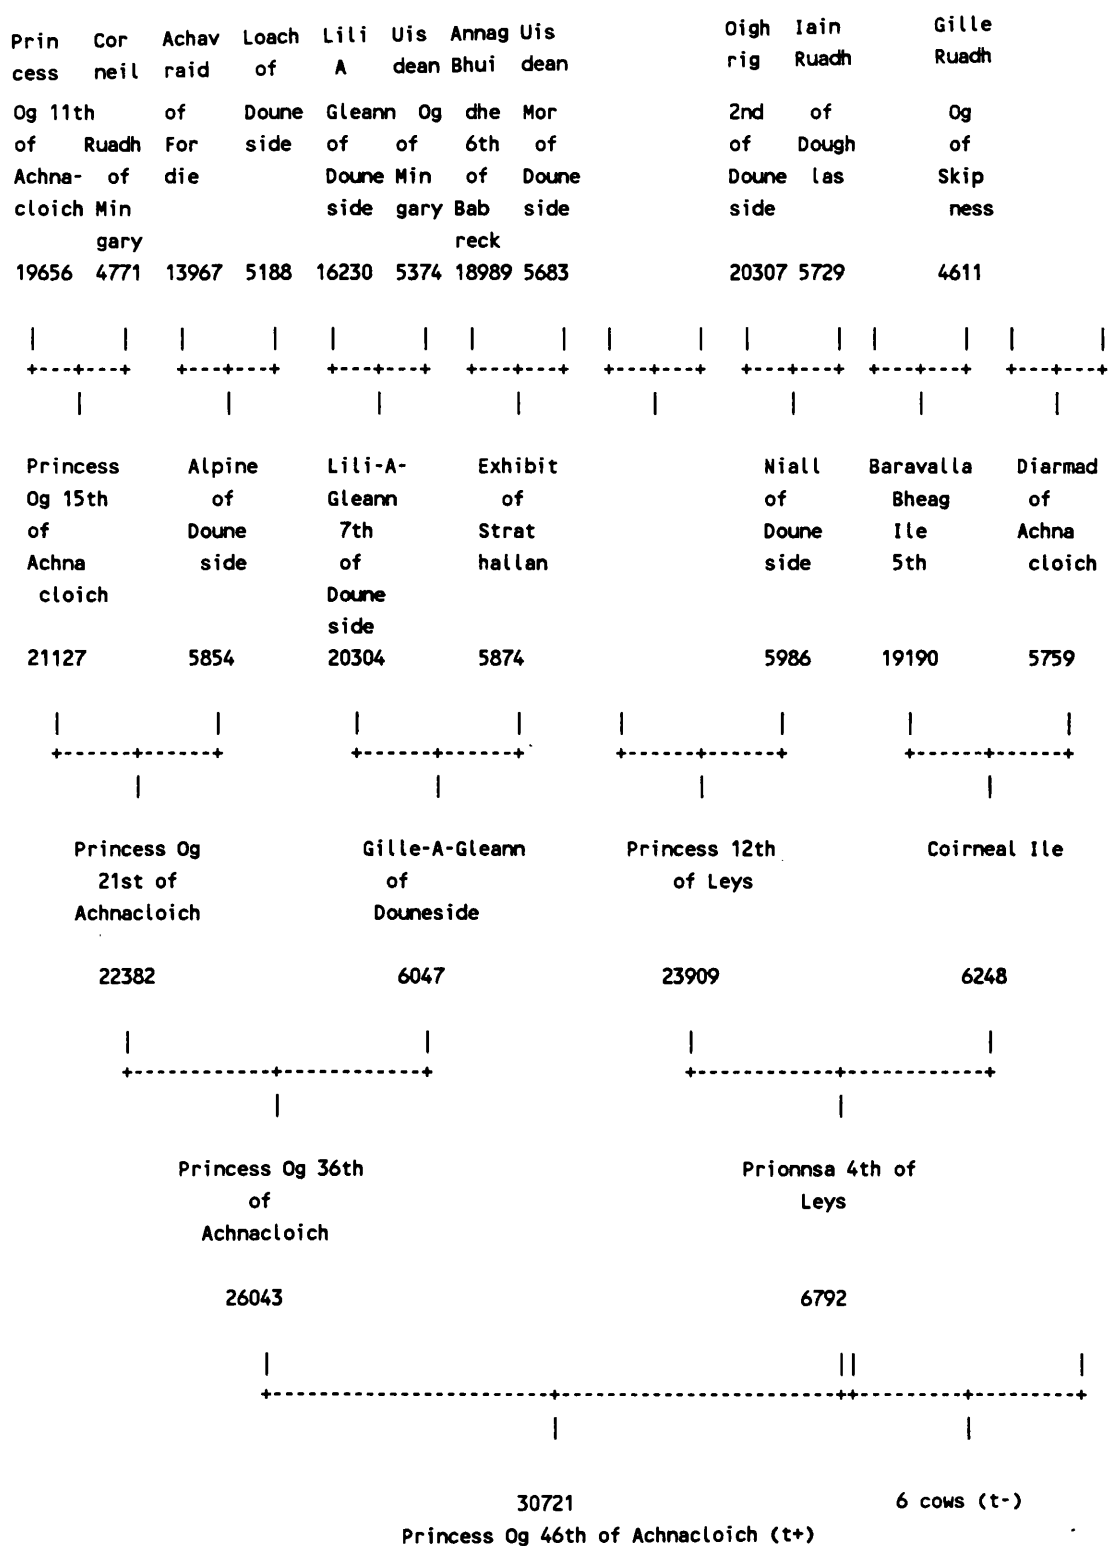 Prin Cor Achav Loach Lili Uis Annag Uis Oigh Iain Gille
cess neil raid of A dean Bhui dean rig Ruadh Ruadh
Og 11th of Doune Gleann Og dhe Mor 2nd of Og
of Ruadh For side of of 6th of of Dough of
Achna- of die Doune Min of Doune Doune las Skip
cloich Min side gary Bab side side ness
gary reck
19656 4771 13967 5188 16230 5374 18989 5683 20307 5729 4611
Princess Alpine Lili-A- Exhibit Niall Baravalla Diarmad
Og 15th of Gleann of of Bheag of
of Doune 7th Strat Doune Ile Achna
Achna side of hallan side 5th cloich
cloich Doune
side
21127 5854 20304 5874 5986 19190 5759
Princess Og Gille-A-Gleann Princess 12th Coirneal Ile
21st of of of Leys
Achnacloich Douneside
22382 6047 23909 6248
Princess Og 36th Prionnsa 4th of
of Leys
Achnacloich
26043 6792
30721 6 cows (t-)
Princess Og 46th of Achnacloich (t+)